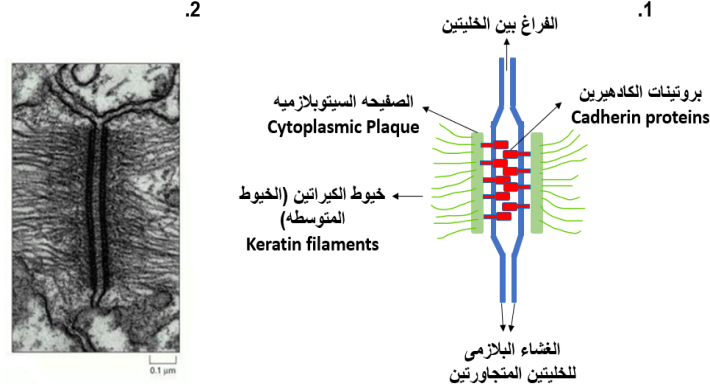 .1
.2
الفراغ بين الخليتين
بروتينات الكادهيرين
Cadherin proteins
الصفيحه السيتوبلازميه
Cytoplasmic Plaque
خيوط الكيراتين (الخيوط
المتوسطه)
Keratin filaments
الغشاء البلازمى
للخليتين المتجاورتين
0.1 µm